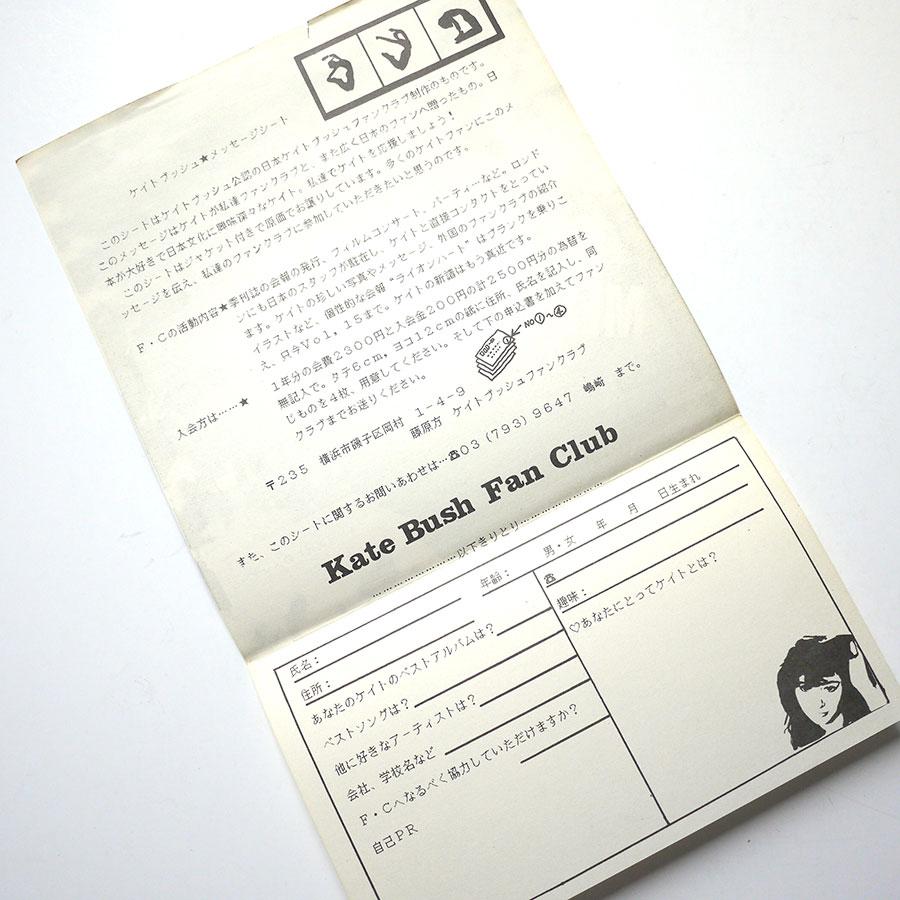 ケイトブッシュ★メッセージシート
このシートはケイトブッシュ公認の日本ケイトブッシュファンクラブ制作のものです。
このメッセージはケイトが私達ファンクラブと、また広く日本のファンへ贈ったもの。日
本が大好きで日本文化に興味深々なケイト。私達でケイトを応援しましょう！
このシートはジャケット付きで原価でお譲りしています。多くのケイトファンにこのメ
ッセージを伝え、私達のファンクラブに参加していただきたいと思うのです。
F・Cの活動内容★季刊誌の会報の発行、フィルムコンサート、パーティーなど。ロンド
ンにも日本のスタッフが駐在し、ケイトと直接コンタクトをとってい
ます。ケイトの珍しい写真やメッセージ、外国のファンクラブの紹介
イラストなど、個性的な会報“ライオンハート”はブランクを乗りこ
え、只今Vol，15まで。ケイトの新譜はもう真近です。
入会方は……★ 1年分の会費2300円と入会金200円の計2500円分の為替を
無記入で。タテ6cm，ヨコ12cmの紙に住所、氏名を記入し、同
じものを4枚、用意してください。そして下の申込書を加えてファン
クラブまでお送りください。
NO①〜④
〒235 横浜市磯子区岡村 1-4-9
藤原方 ケイトブッシュファンクラブ
また、このシートに関するお問いあわせは…☎03（793）9647 嶋崎 まで。
Kate Bush Fan Club
………………………以下きりとり………………………
氏名： 年齢： 男・女 年 月 日生まれ
住所： ☎
あなたのケイトのベストアルバムは？
ベストソングは？
他に好きなアーティストは？
会社、学校名など
F・Cへなるべく協力していただけますか？
自己PR
趣味：
♡あなたにとってケイトとは？